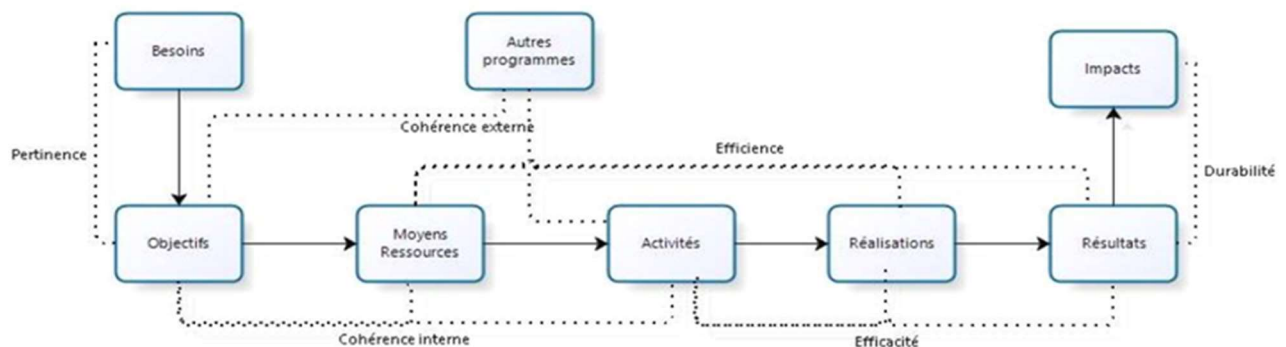 Besoins
Autres
programmes
Impacts
Cohérence externe
Pertinence
Efficience
Durabilité
Objectifs
Moyens
Ressources
Activités
Réalisations
Résultats
Cohérence interne
Efficacité